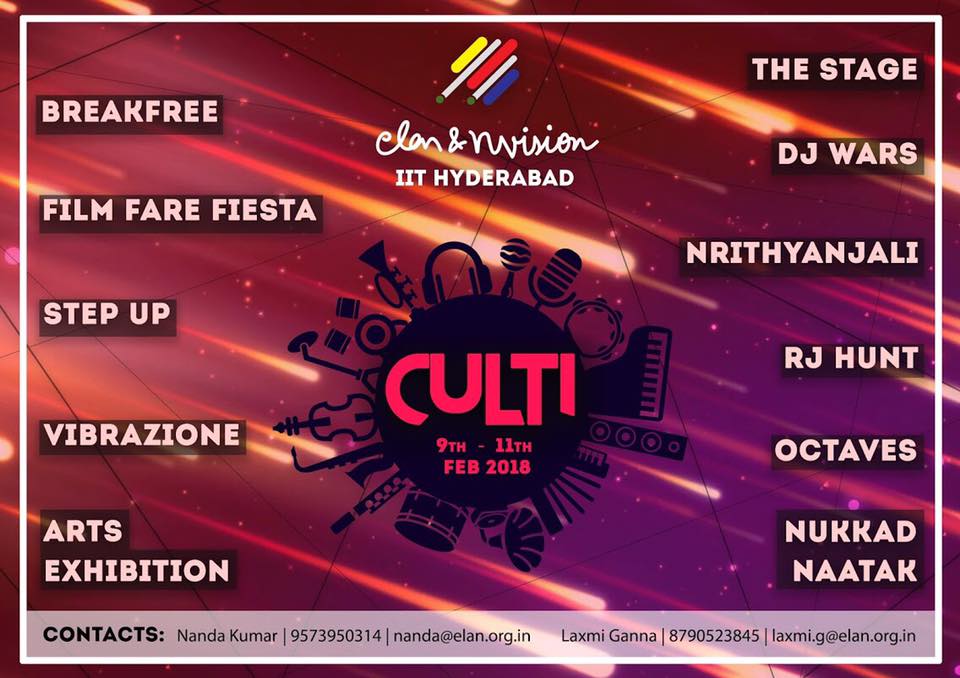 elan & nvision
IIT HYDERABAD
BREAKFREE
FILM FARE FIESTA
STEP UP
VIBRAZIONE
ARTS
EXHIBITION
CULTI
9TH - 11TH
FEB 2018
THE STAGE
DJ WARS
NRITHYANJALI
RJ HUNT
OCTAVES
NUKKAD
NAATAK
CONTACTS: Nanda Kumar | 9573950314 | nanda@elan.org.in Laxmi Ganna | 8790523845 | laxmi.g@elan.org.in